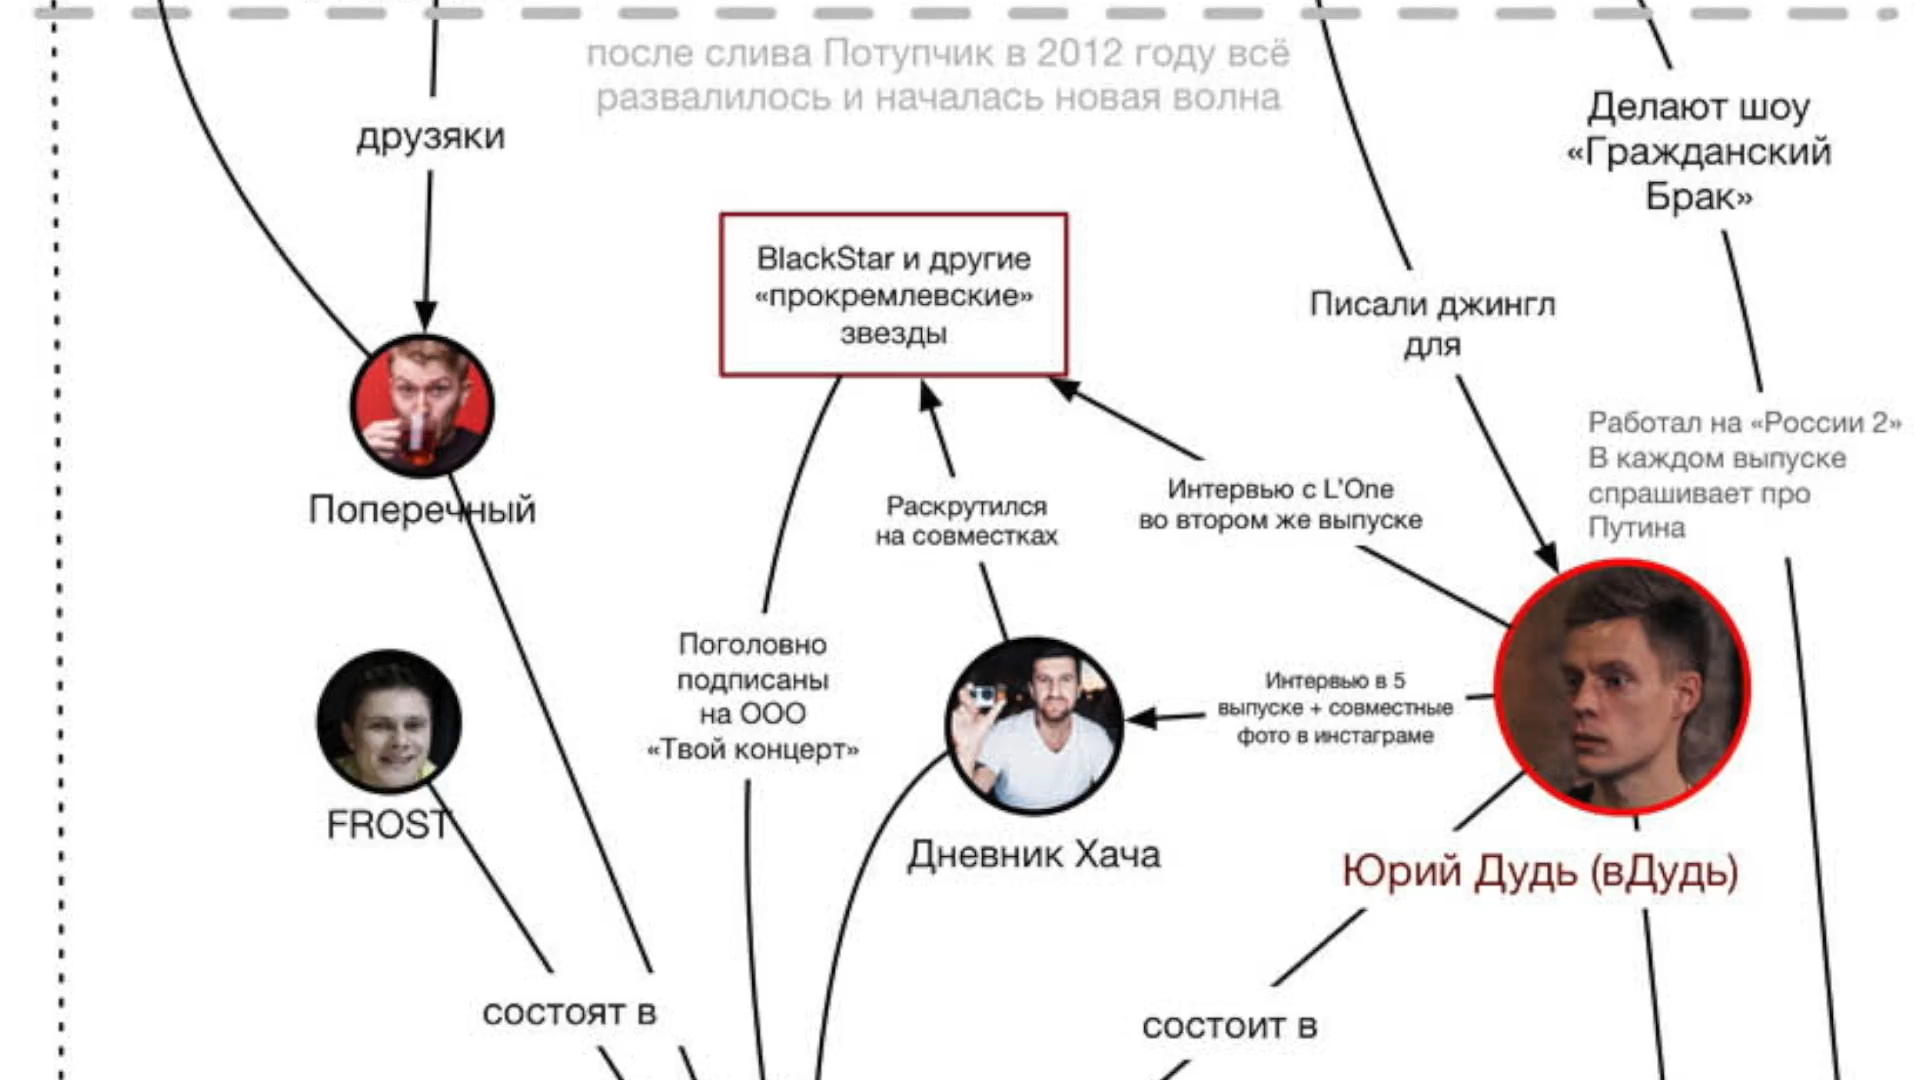 после слива Потупчик в 2012 году всё
развалилось и началась новая волна
друзяки
Делают шоу
«Гражданский
Брак»
BlackStar и другие
«прокремлевские»
звезды
Писали джингл
для
Работал на «России 2»
В каждом выпуске
спрашивает про
Путина
Поперечный
Раскрутился
на совместках
Интервью с L'One
во втором же выпуске
Поголовно
подписаны
на ООО
«Твой концерт»
Интервью в 5
выпуске + совместные
фото в инстаграме
FROST
Дневник Хача
Юрий Дудь (вДудь)
состоят в
состоит в